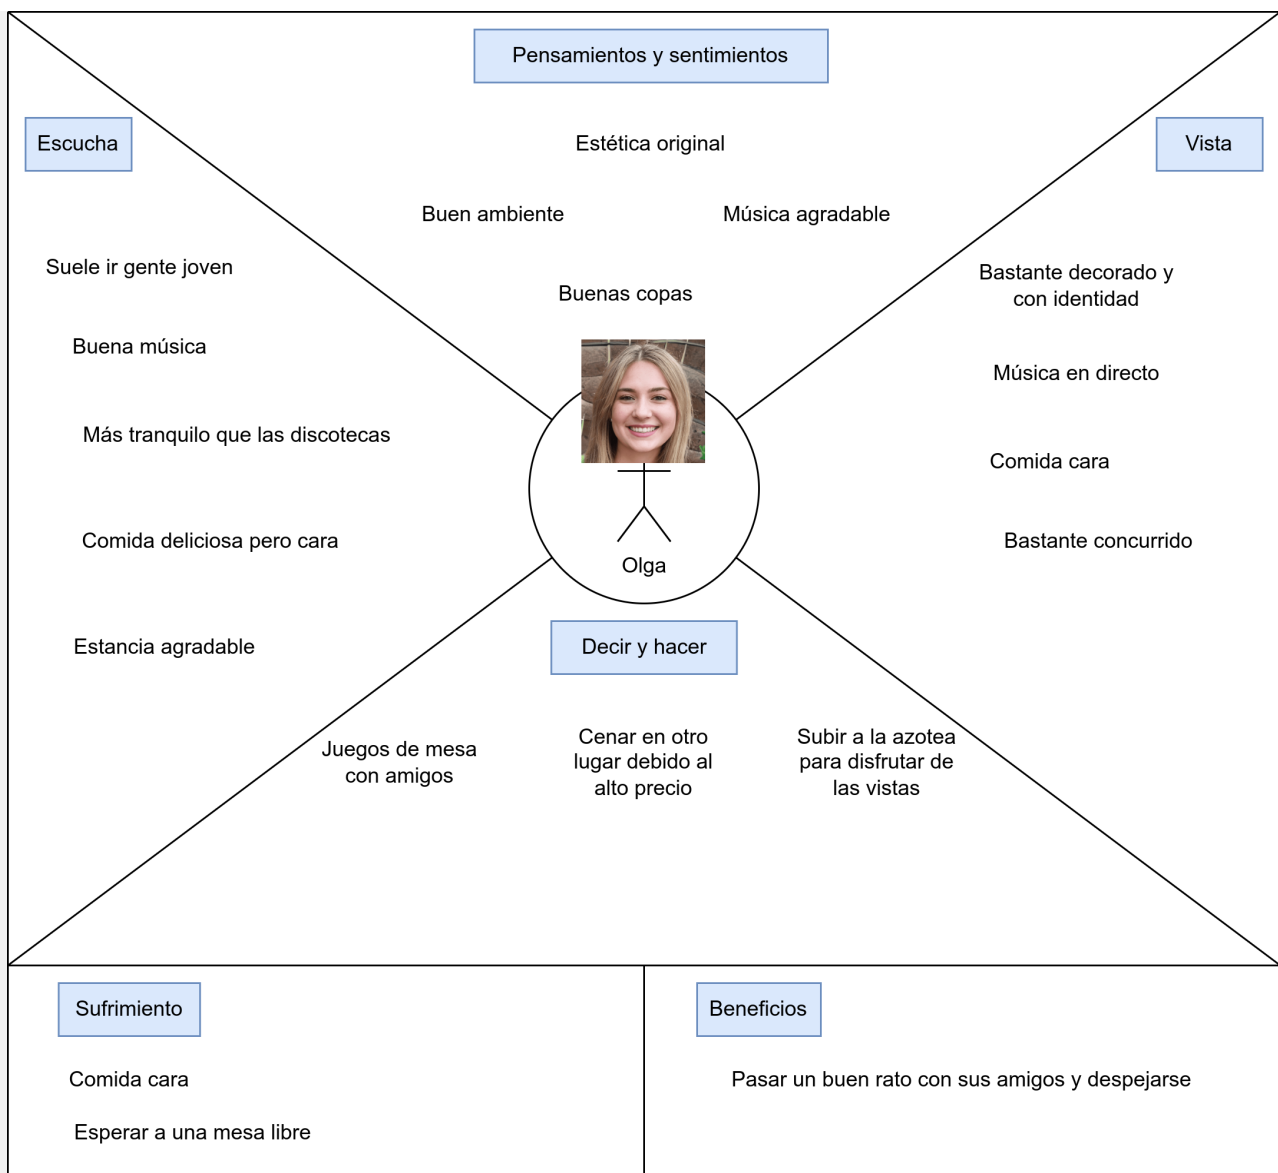 Pensamientos y sentimientos
Estética original
Buen ambiente
Música agradable
Buenas copas
Escucha
Suele ir gente joven
Buena música
Más tranquilo que las discotecas
Comida deliciosa pero cara
Estancia agradable
Vista
Bastante decorado y
con identidad
Música en directo
Comida cara
Bastante concurrido
Olga
Decir y hacer
Juegos de mesa
con amigos
Cenar en otro
lugar debido al
alto precio
Subir a la azotea
para disfrutar de
las vistas
Sufrimiento
Comida cara
Esperar a una mesa libre
Beneficios
Pasar un buen rato con sus amigos y despejarse